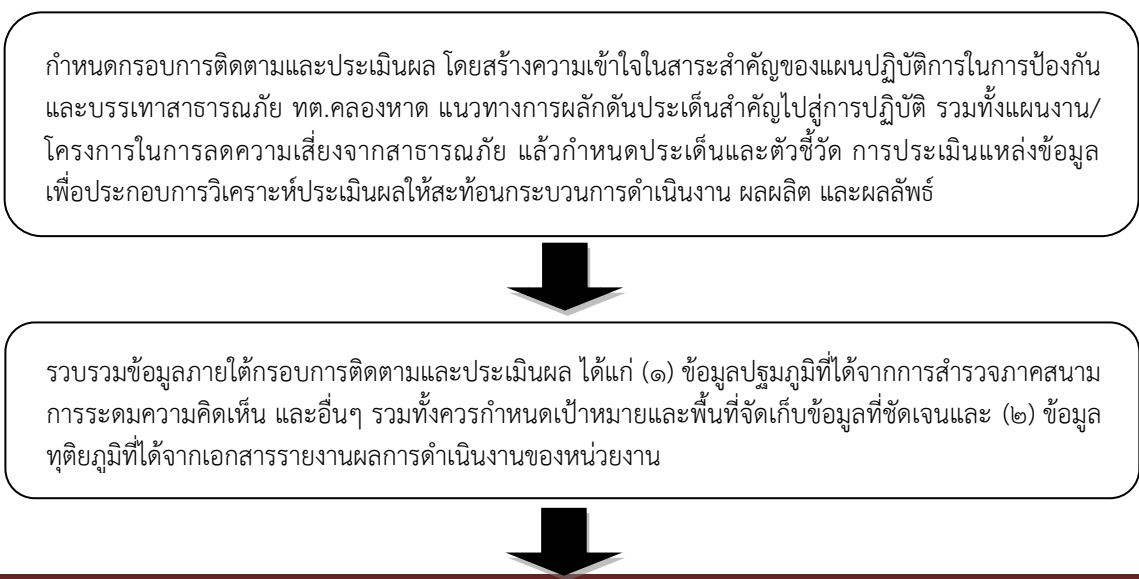 กำหนดกรอบการติดตามและประเมินผล โดยสร้างความเข้าใจในสาระสำคัญของแผนปฏิบัติการในการป้องกัน
และบรรเทาสาธารณภัย ทต.คลองหาด แนวทางการผลักดันประเด็นสำคัญไปสู่การปฏิบัติ รวมทั้งแผนงาน/
โครงการในการลดความเสี่ยงจากสาธารณภัย แล้วกำหนดประเด็นและตัวชี้วัด การประเมินแหล่งข้อมูล
เพื่อประกอบการวิเคราะห์ประเมินผลให้สะท้อนกระบวนการดำเนินงาน ผลผลิต และผลลัพธ์
รวบรวมข้อมูลภายใต้กรอบการติดตามและประเมินผล ได้แก่ (๑) ข้อมูลปฐมภูมิที่ได้จากการสำรวจภาคสนาม
การระดมความคิดเห็น และอื่นๆ รวมทั้งควรกำหนดเป้าหมายและพื้นที่จัดเก็บข้อมูลที่ชัดเจนและ (๒) ข้อมูล
ทุติยภูมิที่ได้จากเอกสารรายงานผลการดำเนินงานของหน่วยงาน